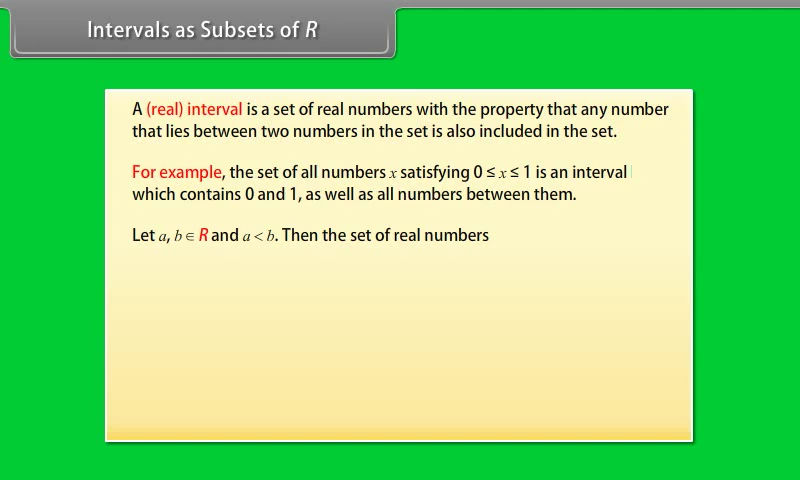 Intervals as Subsets of R
A (real) interval is a set of real numbers with the property that any number
that lies between two numbers in the set is also included in the set.
For example, the set of all numbers x satisfying 0 ≤ x ≤ 1 is an interval
which contains 0 and 1, as well as all numbers between them.
Let a, b ∈ R and a < b. Then the set of real numbers